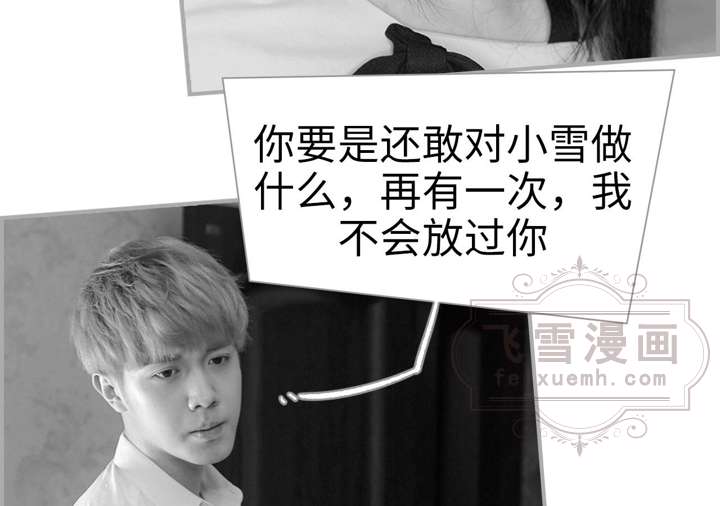 你要是还敢对小雪做
什么，再有一次，我
不会放过你
飞雪漫画
feixuemh.com